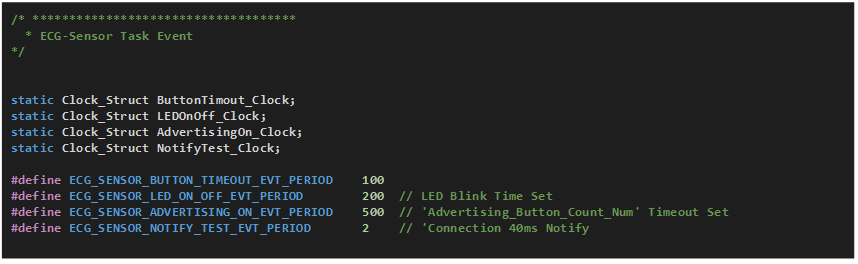 /* ************************************
* ECG-Sensor Task Event
*/
static Clock_Struct ButtonTimout_Clock;
static Clock_Struct LEDOnOff_Clock;
static Clock_Struct AdvertisingOn_Clock;
static Clock_Struct NotifyTest_Clock;
#define ECG_SENSOR_BUTTON_TIMEOUT_EVT_PERIOD 100
#define ECG_SENSOR_LED_ON_OFF_EVT_PERIOD 200 // LED Blink Time Set
#define ECG_SENSOR_ADVERTISING_ON_EVT_PERIOD 500 // 'Advertising_Button_Count_Num' Timeout Set
#define ECG_SENSOR_NOTIFY_TEST_EVT_PERIOD 2 // 'Connection 40ms Notify